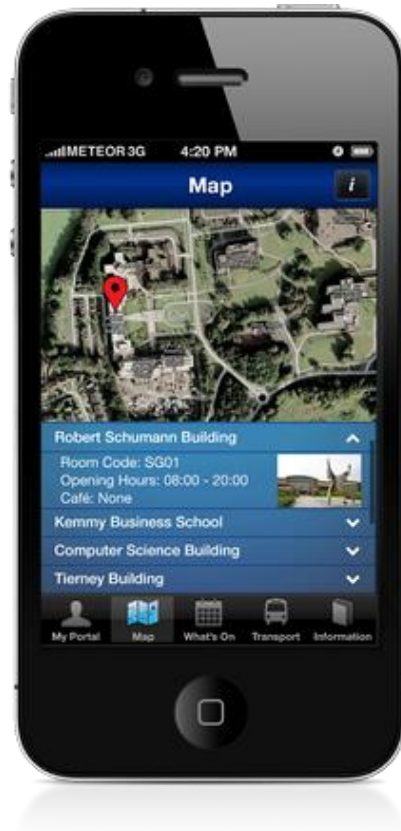 METEOR 3G 4:20 PM
Map
i
Robert Schumann Building
Room Code: SG01
Opening Hours: 08:00 - 20:00
Café: None
Kemmy Business School
Computer Science Building
Tierney Building
My Portal Map What's On Transport Information